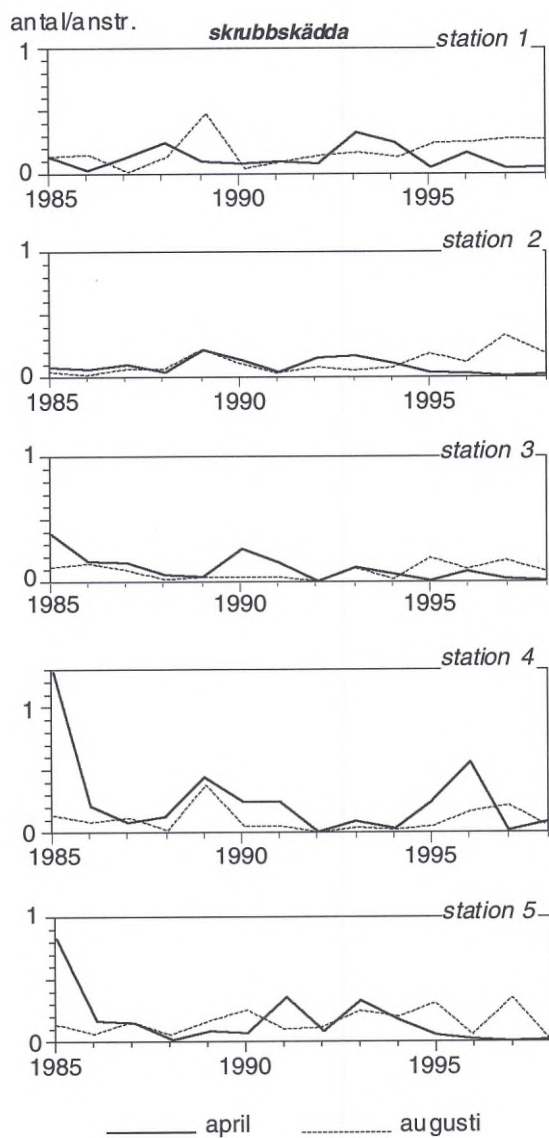 antal/anstr.
skrubbskädda
station 1
1
0
1985 1990 1995
station 2
1
0
1985 1990 1995
station 3
1
0
1985 1990 1995
station 4
1
0
1985 1990 1995
station 5
1
0
1985 1990 1995
april augusti